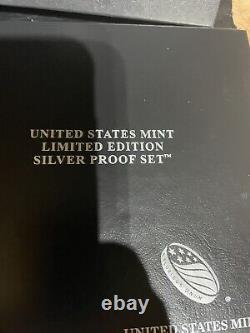 UNITED STATES MINT
LIMITED EDITION
SILVER PROOF SET™
UNITED STATES MI